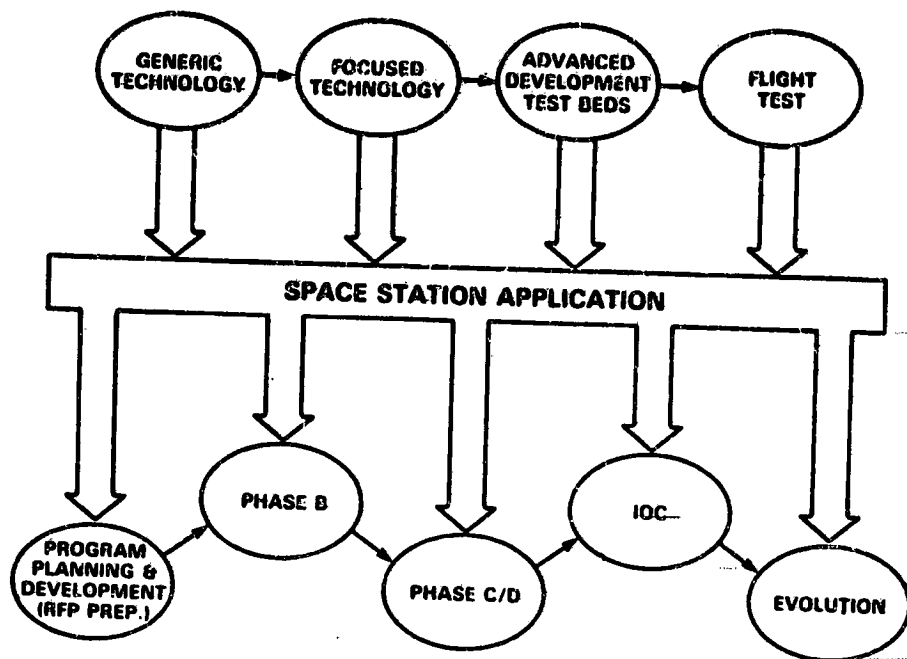 GENERIC
TECHNOLOGY
FOCUSED
TECHNOLOGY
ADVANCED
DEVELOPMENT
TEST BEDS
FLIGHT
TEST
SPACE STATION APPLICATION
PROGRAM
PLANNING &
DEVELOPMENT
(RFP PREP.)
PHASE B
PHASE C/D
IOC
EVOLUTION